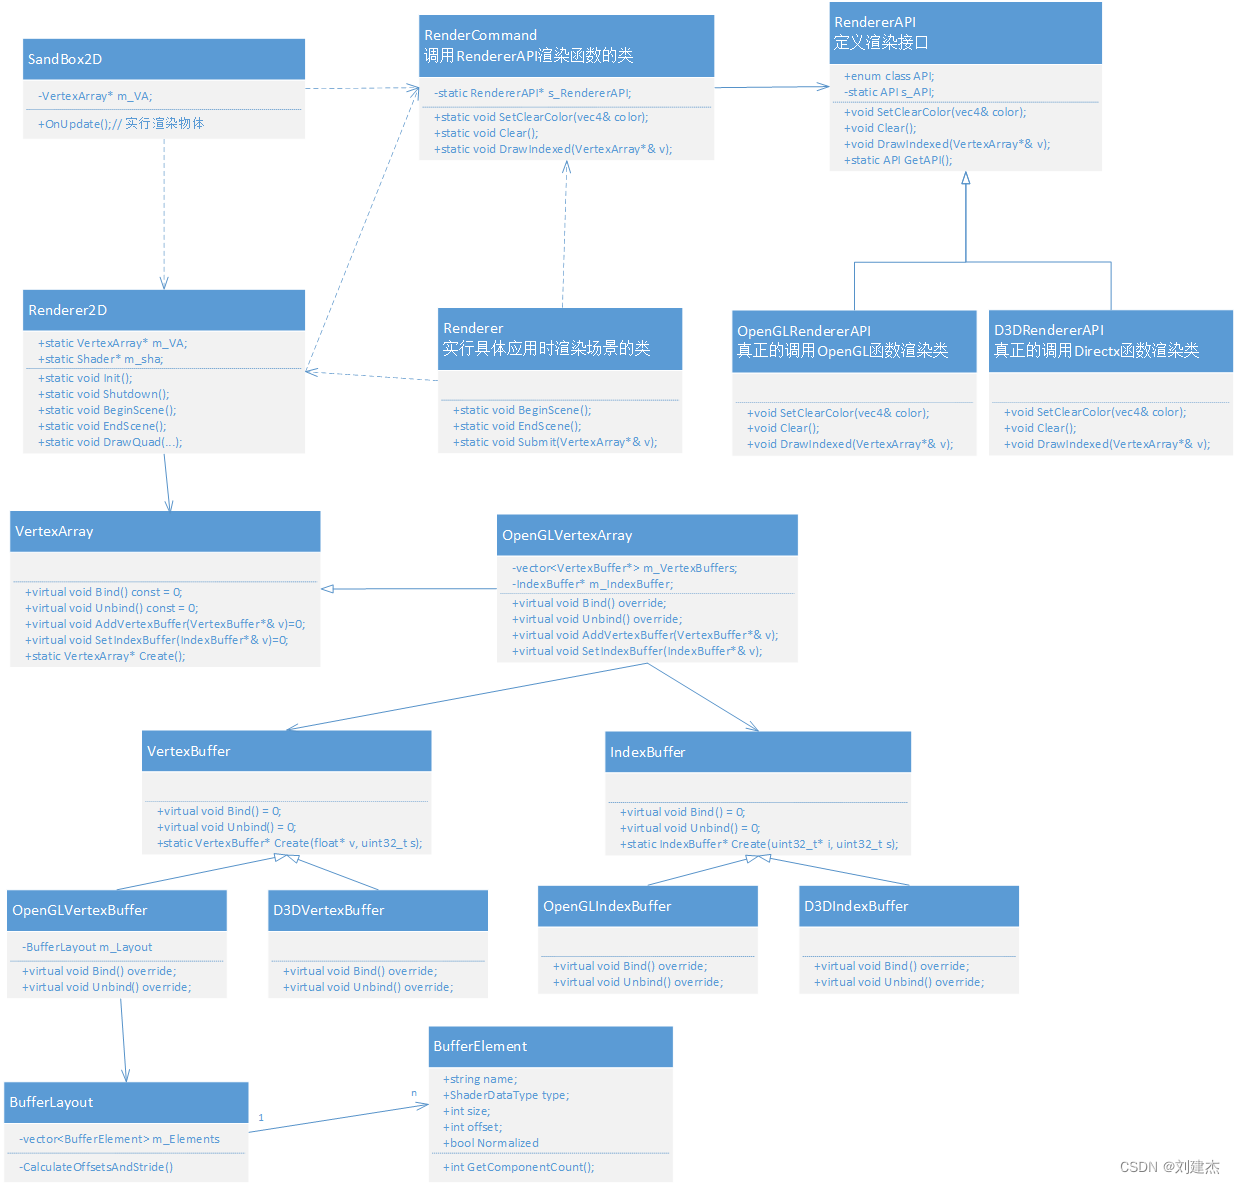 SandBox2D
-VertexArray* m_VA;
+OnUpdate();// 实行渲染物体
RenderCommand
调用RendererAPI渲染函数的类
-static RendererAPI* s_RendererAPI;
+static void SetClearColor(vec4& color);
+static void Clear();
+static void DrawIndexed(VertexArray*& v);
RendererAPI
定义渲染接口
+enum class API;
-static API s_API;
+void SetClearColor(vec4& color);
+void Clear();
+void DrawIndexed(VertexArray*& v);
+static API GetAPI();
Renderer2D
+static VertexArray* m_VA;
+static Shader* m_sha;
+static void Init();
+static void Shutdown();
+static void BeginScene();
+static void EndScene();
+static void DrawQuad(...);
Renderer
实行具体应用时渲染场景的类
+static void BeginScene();
+static void EndScene();
+static void Submit(VertexArray*& v);
OpenGLRendererAPI
真正的调用OpenGL函数渲染类
+void SetClearColor(vec4& color);
+void Clear();
+void DrawIndexed(VertexArray*& v);
D3DRendererAPI
真正的调用Directx函数渲染类
+void SetClearColor(vec4& color);
+void Clear();
+void DrawIndexed(VertexArray*& v);
VertexArray
+virtual void Bind() const = 0;
+virtual void Unbind() const = 0;
+virtual void AddVertexBuffer(VertexBuffer*& v)=0;
+virtual void SetIndexBuffer(IndexBuffer*& v)=0;
+static VertexArray* Create();
OpenGLVertexArray
-vector<VertexBuffer*> m_VertexBuffers;
-IndexBuffer* m_IndexBuffer;
+virtual void Bind() override;
+virtual void Unbind() override;
+virtual void AddVertexBuffer(VertexBuffer*& v);
+virtual void SetIndexBuffer(IndexBuffer*& v);
VertexBuffer
+virtual void Bind() = 0;
+virtual void Unbind() = 0;
+static VertexBuffer* Create(float* v, uint32_t s);
IndexBuffer
+virtual void Bind() = 0;
+virtual void Unbind() = 0;
+static IndexBuffer* Create(uint32_t* i, uint32_t s);
OpenGLVertexBuffer
-BufferLayout m_Layout
+virtual void Bind() override;
+virtual void Unbind() override;
D3DVertexBuffer
+virtual void Bind() override;
+virtual void Unbind() override;
OpenGLIndexBuffer
+virtual void Bind() override;
+virtual void Unbind() override;
D3DIndexBuffer
+virtual void Bind() override;
+virtual void Unbind() override;
BufferLayout
-vector<BufferElement> m_Elements
-CalculateOffsetsAndStride()
1
n
BufferElement
+string name;
+ShaderDataType type;
+int size;
+int offset;
+bool Normalized
+int GetComponentCount();
CSDN @刘建杰